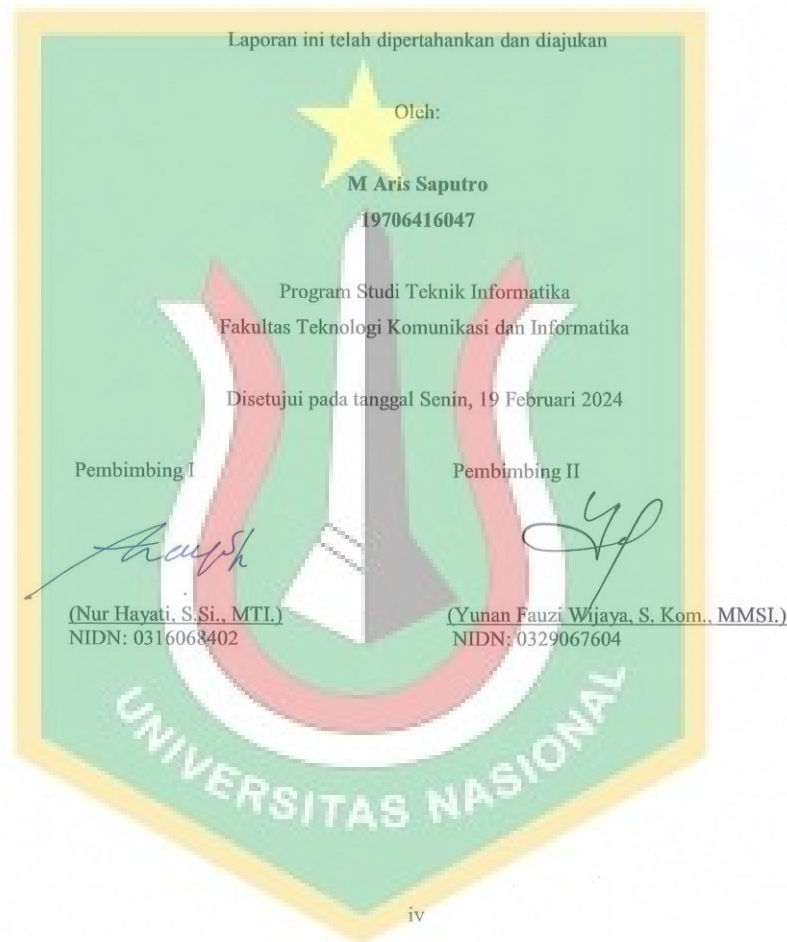 Laporan ini telah dipertahankan dan diajukan
Oleh:
M Aris Saputro
19706416047
Program Studi Teknik Informatika
Fakultas Teknologi Komunikasi dan Informatika
Disetujui pada tanggal Senin, 19 Februari 2024
Pembimbing I
Pembimbing II
(Nur Hayati, S.Si., MTI.)
NIDN: 0316068402
(Yunan Fauzi Wijaya, S. Kom., MMSI.)
NIDN: 0329067604
UNIVERSITAS NASIONAL
iv